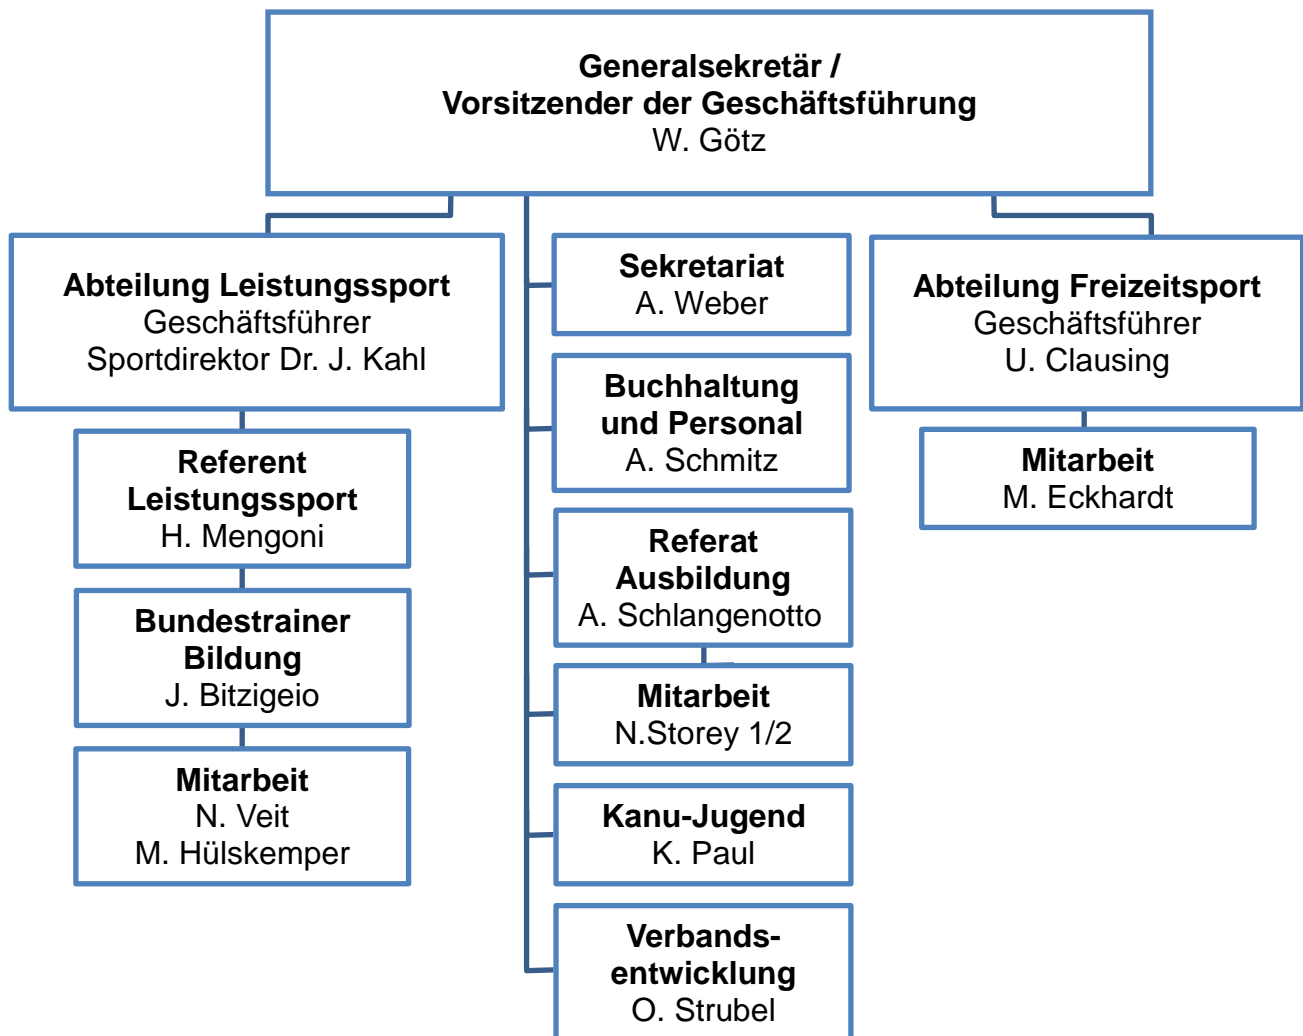 Generalsekretär /
Vorsitzender der Geschäftsführung
W. Götz
Abteilung Leistungssport
Geschäftsführer
Sportdirektor Dr. J. Kahl
Referent
Leistungssport
H. Mengoni
Bundestrainer
Bildung
J. Bitzigeio
Mitarbeit
N. Veit
M. Hülskemper
Sekretariat
A. Weber
Buchhaltung
und Personal
A. Schmitz
Referat
Ausbildung
A. Schlangenotto
Mitarbeit
N.Storey 1/2
Kanu-Jugend
K. Paul
Verbands-
entwicklung
O. Strubel
Abteilung Freizeitsport
Geschäftsführer
U. Clausing
Mitarbeit
M. Eckhardt